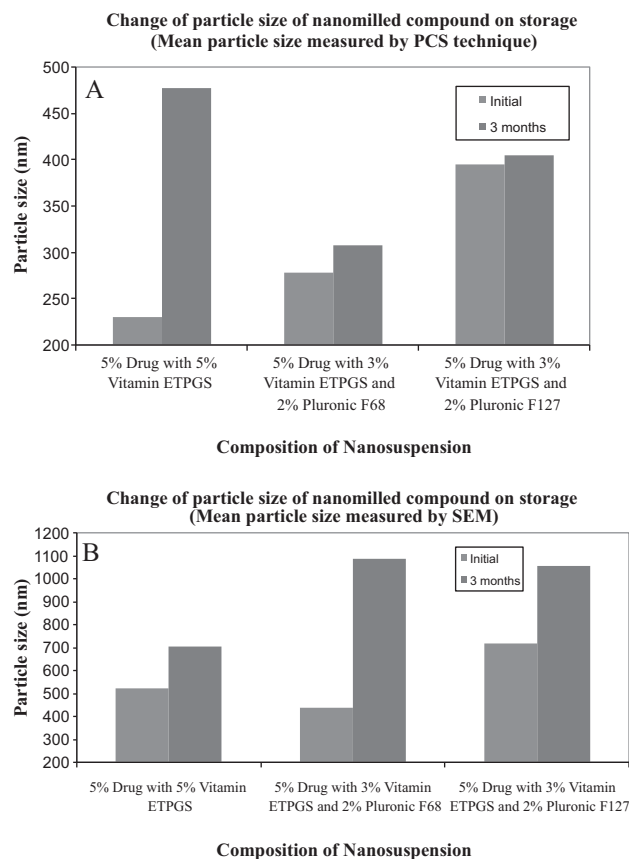 Change of particle size of nanomilled compound on storage
(Mean particle size measured by PCS technique)
A
Initial
3 months
Particle size (nm)
500
450
400
300
250
200
5% Drug with 5%
Vitamin ETPGS
5% Drug with 3%
Vitamin ETPGS and
2% Pluronic F68
5% Drug with 3%
Vitamin ETPGS and
2% Pluronic F127
Composition of Nanosuspension
Change of particle size of nanomilled compound on storage
(Mean particle size measured by SEM)
B
Initial
3 months
Particle size (nm)
1200
1100
1000
900
700
500
400
300
200
5% Drug with 5% Vitamin
ETPGS
5% Drug with 3% Vitamin
ETPGS and 2% Pluronic F68
5% Drug with 3% Vitamin
ETPGS and 2% Pluronic F127
Composition of Nanosuspension